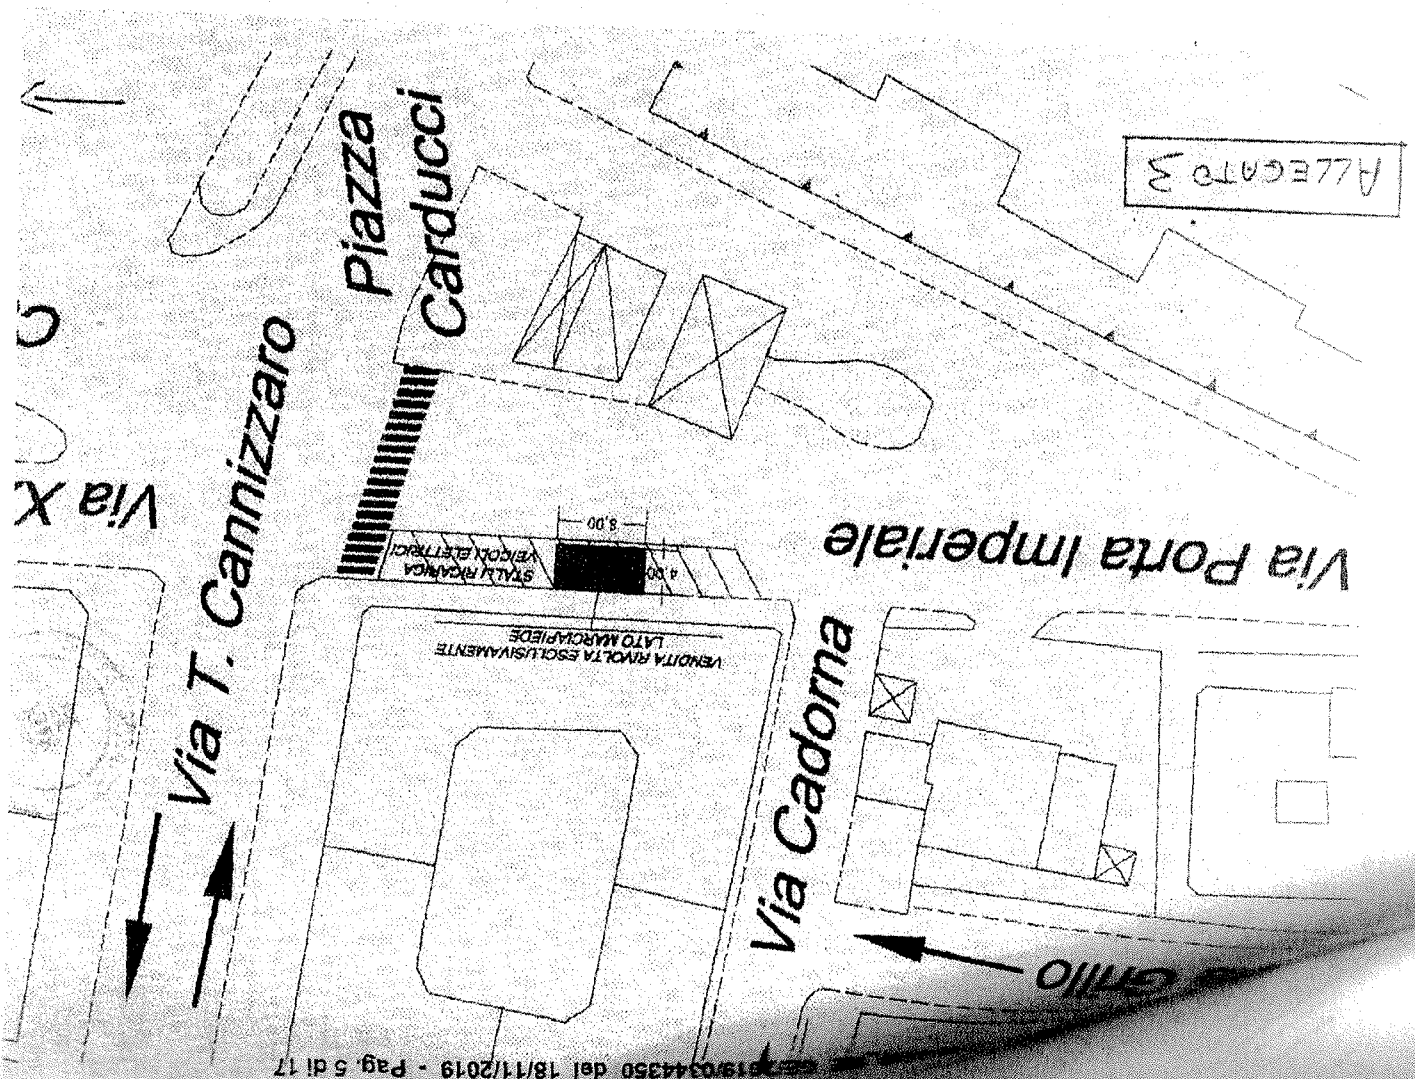 ALLEGATO 3
Piazza
Carducci
Via T. Cannizzaro
Via X
Via Porta Imperiale
8,00
4,00
STALLI RICARICA
VEICOLI ELETTRICI
VENDITA RIVOLTA ESCLUSIVAMENTE
LATO MARCIAPIEDE
Via Cadorna
Grillo
0344350 del 18/11/2019 - Pag. 5 di 17